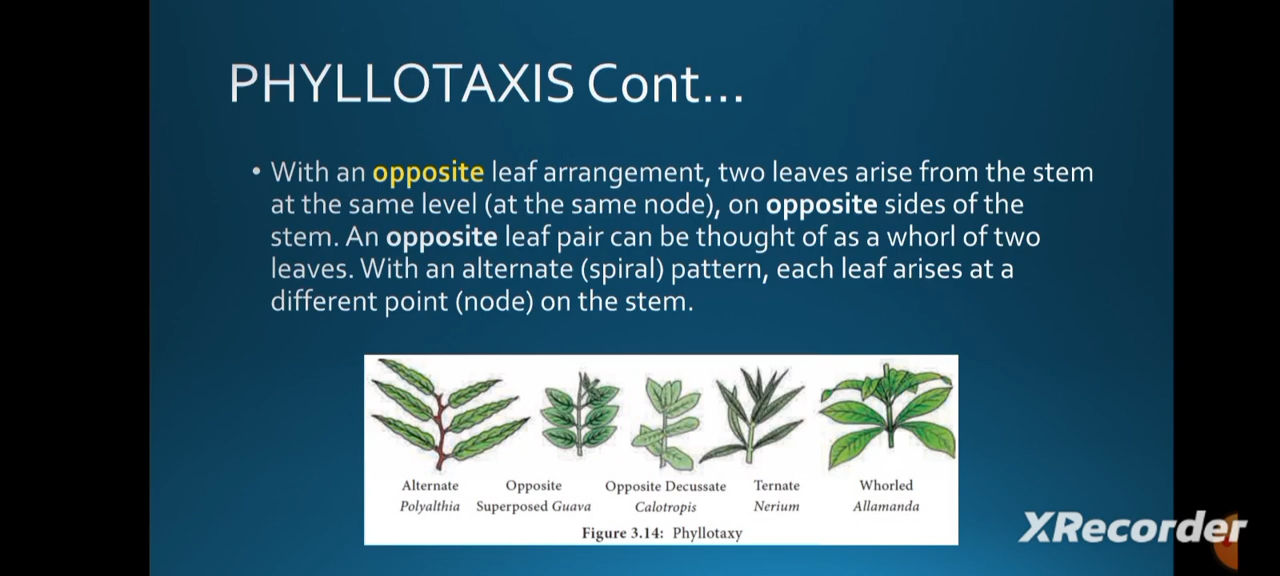 PHYLLOTAXIS Cont...
• With an opposite leaf arrangement, two leaves arise from the stem
at the same level (at the same node), on opposite sides of the
stem. An opposite leaf pair can be thought of as a whorl of two
leaves. With an alternate (spiral) pattern, each leaf arises at a
different point (node) on the stem.
Alternate Opposite Opposite Decussate Ternate Whorled
Polyalthia Superposed Guava Calotropis Nerium Allamanda
Figure 3.14: Phyllotaxy
XRecorder